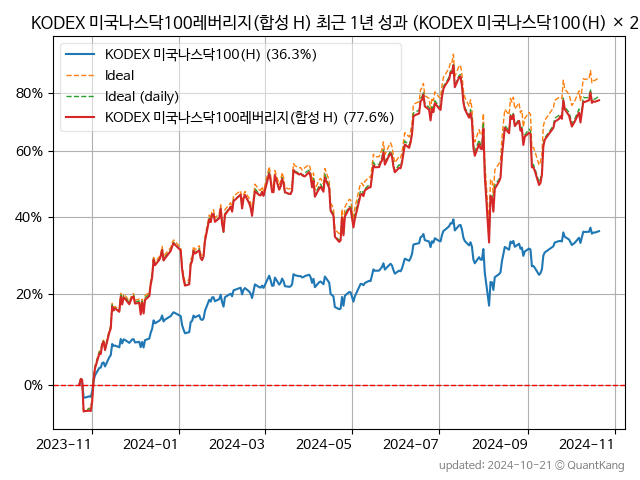 KODEX 미국나스닥100레버리지(합성 H) 최근 1년 성과 (KODEX 미국나스닥100(H) × 2
KODEX 미국나스닥100(H) (36.3%)
Ideal
Ideal (daily)
KODEX 미국나스닥100레버리지(합성 H) (77.6%)
80%
60%
40%
20%
0%
2023-11 2024-01 2024-03 2024-05 2024-07 2024-09 2024-11
updated: 2024-10-21 © QuantKang